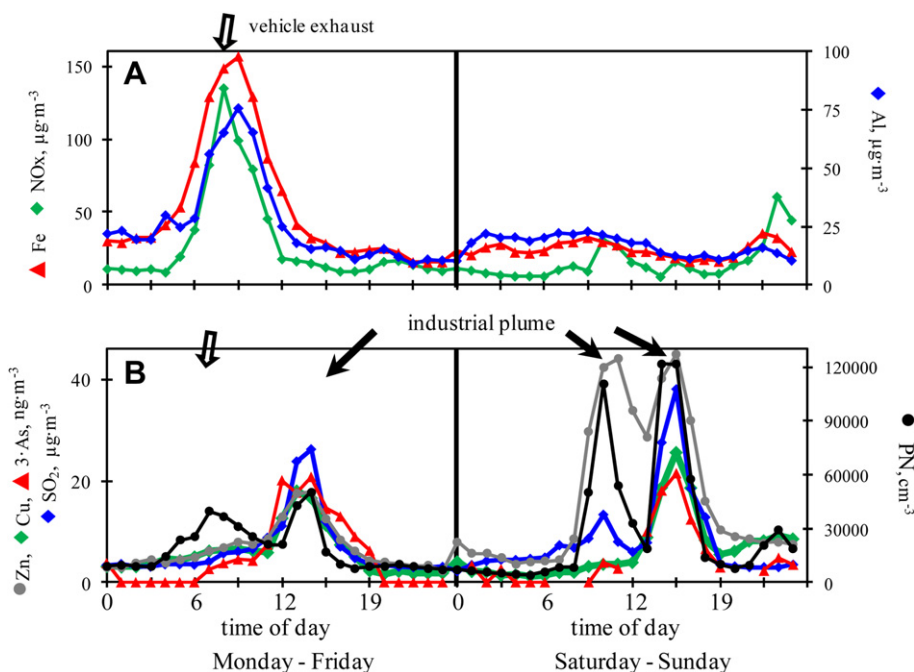 vehicle exhaust
A
150
100
50
0
100
75
50
25
0
Fe NOx, µg·m⁻³
Al, µg·m⁻³
industrial plume
B
40
20
0
120000
90000
60000
30000
0
Zn, Cu, 3·As, ng·m⁻³
SO₂, µg·m⁻³
PN, cm⁻³
0 6 12 19 0 6 12 19
time of day time of day
Monday - Friday Saturday - Sunday